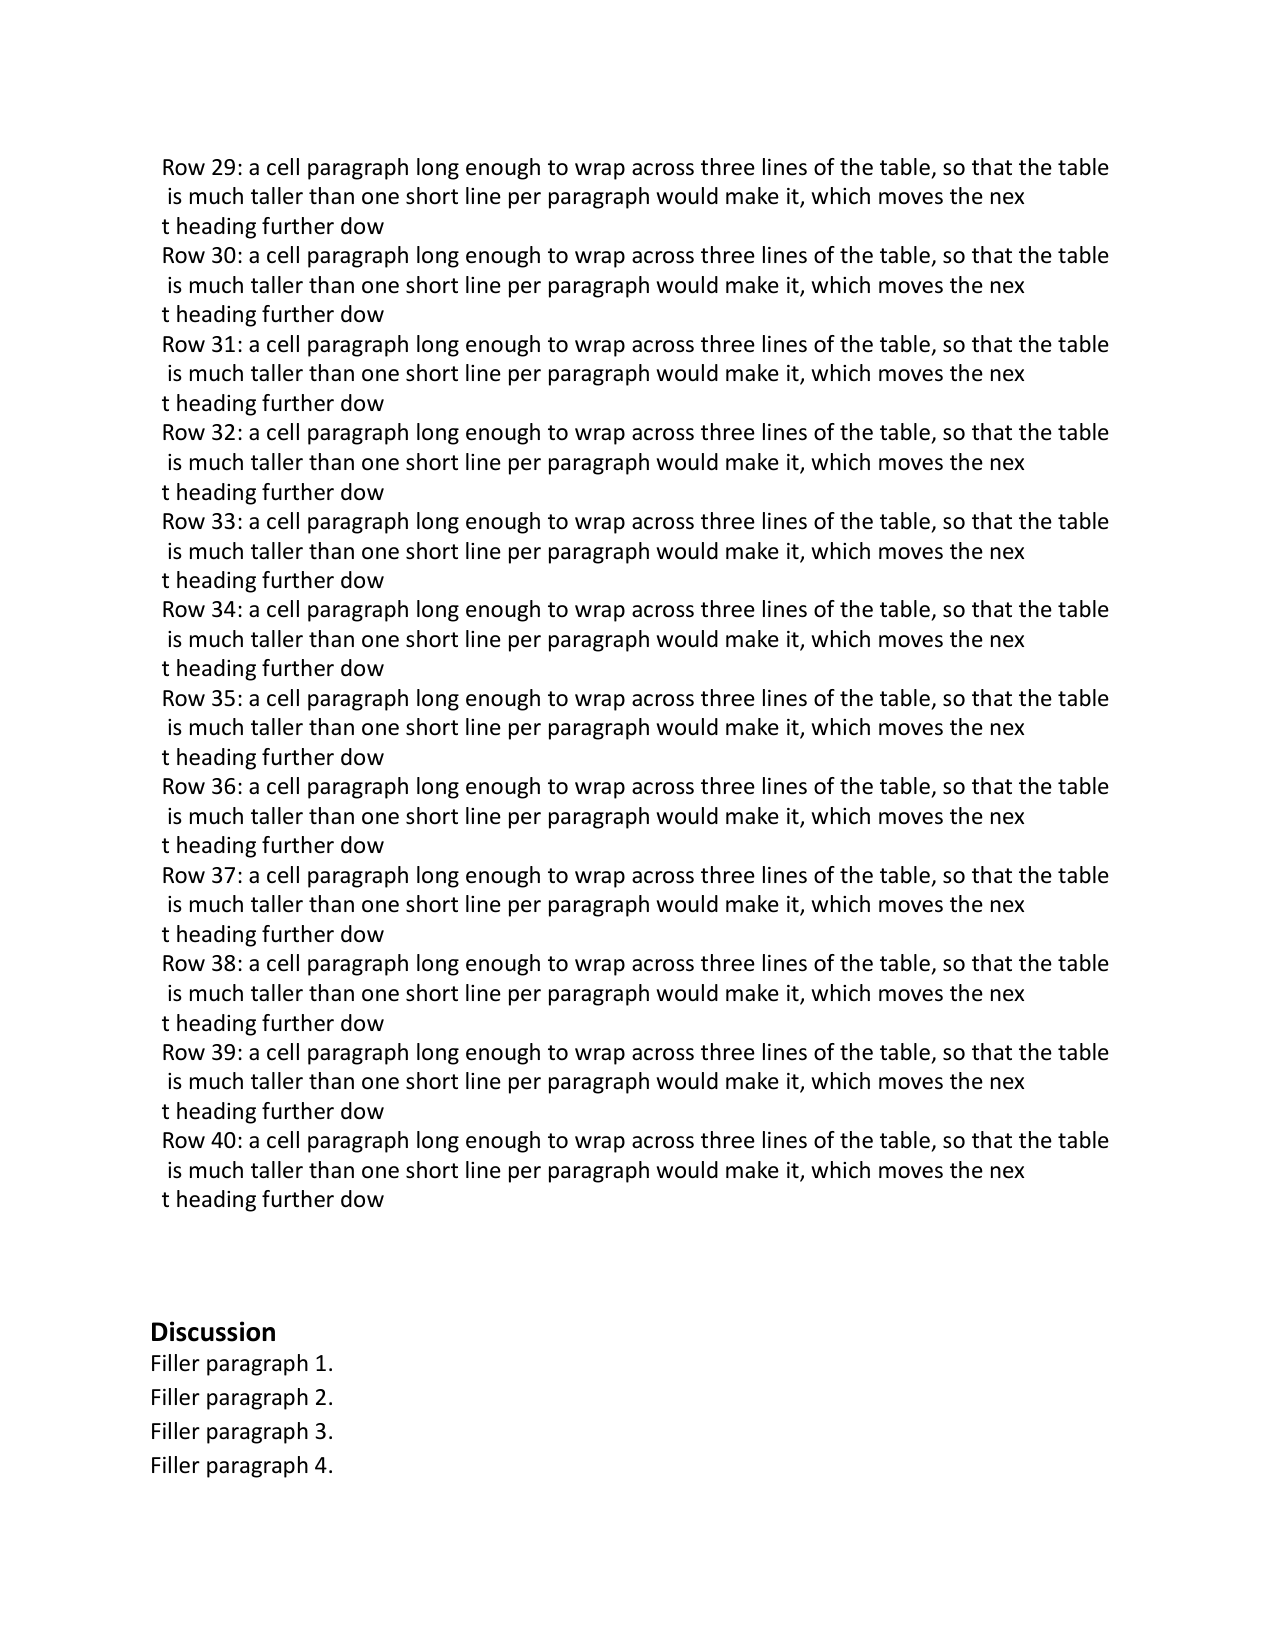 Row 29: a cell paragraph long enough to wrap across three lines of the table, so that the table
is much taller than one short line per paragraph would make it, which moves the nex
t heading further dow
Row 30: a cell paragraph long enough to wrap across three lines of the table, so that the table
is much taller than one short line per paragraph would make it, which moves the nex
t heading further dow
Row 31: a cell paragraph long enough to wrap across three lines of the table, so that the table
is much taller than one short line per paragraph would make it, which moves the nex
t heading further dow
Row 32: a cell paragraph long enough to wrap across three lines of the table, so that the table
is much taller than one short line per paragraph would make it, which moves the nex
t heading further dow
Row 33: a cell paragraph long enough to wrap across three lines of the table, so that the table
is much taller than one short line per paragraph would make it, which moves the nex
t heading further dow
Row 34: a cell paragraph long enough to wrap across three lines of the table, so that the table
is much taller than one short line per paragraph would make it, which moves the nex
t heading further dow
Row 35: a cell paragraph long enough to wrap across three lines of the table, so that the table
is much taller than one short line per paragraph would make it, which moves the nex
t heading further dow
Row 36: a cell paragraph long enough to wrap across three lines of the table, so that the table
is much taller than one short line per paragraph would make it, which moves the nex
t heading further dow
Row 37: a cell paragraph long enough to wrap across three lines of the table, so that the table
is much taller than one short line per paragraph would make it, which moves the nex
t heading further dow
Row 38: a cell paragraph long enough to wrap across three lines of the table, so that the table
is much taller than one short line per paragraph would make it, which moves the nex
t heading further dow
Row 39: a cell paragraph long enough to wrap across three lines of the table, so that the table
is much taller than one short line per paragraph would make it, which moves the nex
t heading further dow
Row 40: a cell paragraph long enough to wrap across three lines of the table, so that the table
is much taller than one short line per paragraph would make it, which moves the nex
t heading further dow
Discussion
Filler paragraph 1.
Filler paragraph 2.
Filler paragraph 3.
Filler paragraph 4.